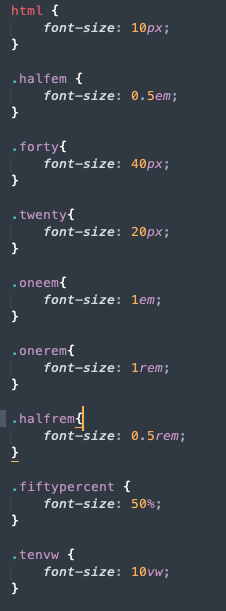 html {
font-size: 10px;
}
.halfem {
font-size: 0.5em;
}
.forty{
font-size: 40px;
}
.twenty{
font-size: 20px;
}
.oneem{
font-size: 1em;
}
.onerem{
font-size: 1rem;
}
.halfrem{
font-size: 0.5rem;
}
.fiftypercent {
font-size: 50%;
}
.tenvw {
font-size: 10vw;
}